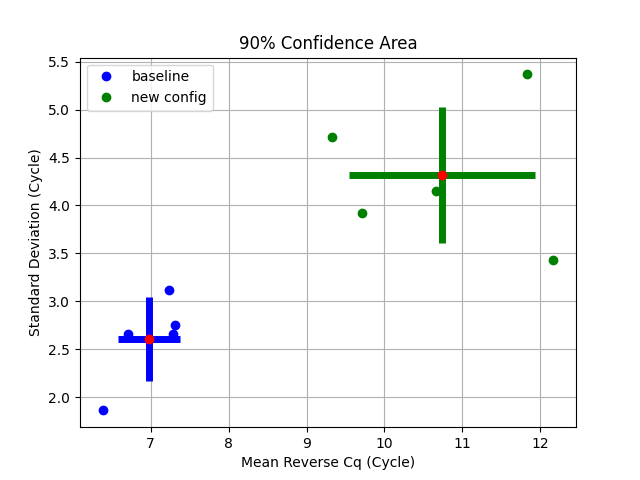 90% Confidence Area
baseline
new config
Standard Deviation (Cycle)
5.5
5.0
4.5
4.0
3.5
3.0
2.5
2.0
7 8 9 10 11 12
Mean Reverse Cq (Cycle)